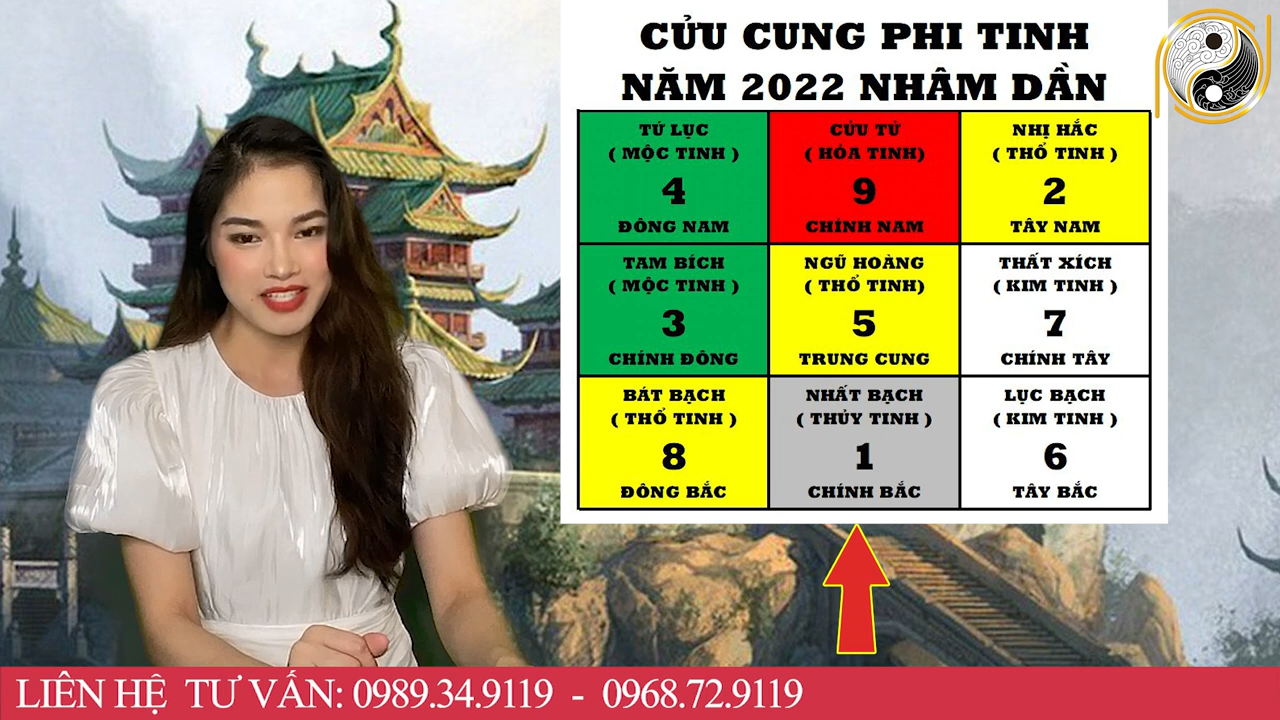 CỬU CUNG PHI TINH
NĂM 2022 NHÂM DẦN
TỨ LỤC
( MỘC TINH )
4
ĐÔNG NAM
CỬU TỬ
( HỎA TINH)
9
CHÍNH NAM
NHỊ HẮC
( THỔ TINH )
2
TÂY NAM
TAM BÍCH
( MỘC TINH )
3
CHÍNH ĐÔNG
NGŨ HOÀNG
( THỔ TINH)
5
TRUNG CUNG
THẤT XÍCH
( KIM TINH )
7
CHÍNH TÂY
BÁT BẠCH
( THỔ TINH )
8
ĐÔNG BẮC
NHẤT BẠCH
( THỦY TINH )
1
CHÍNH BẮC
LỤC BẠCH
( KIM TINH )
6
TÂY BẮC
LIÊN HỆ TƯ VẤN: 0989.34.9119 - 0968.72.9119